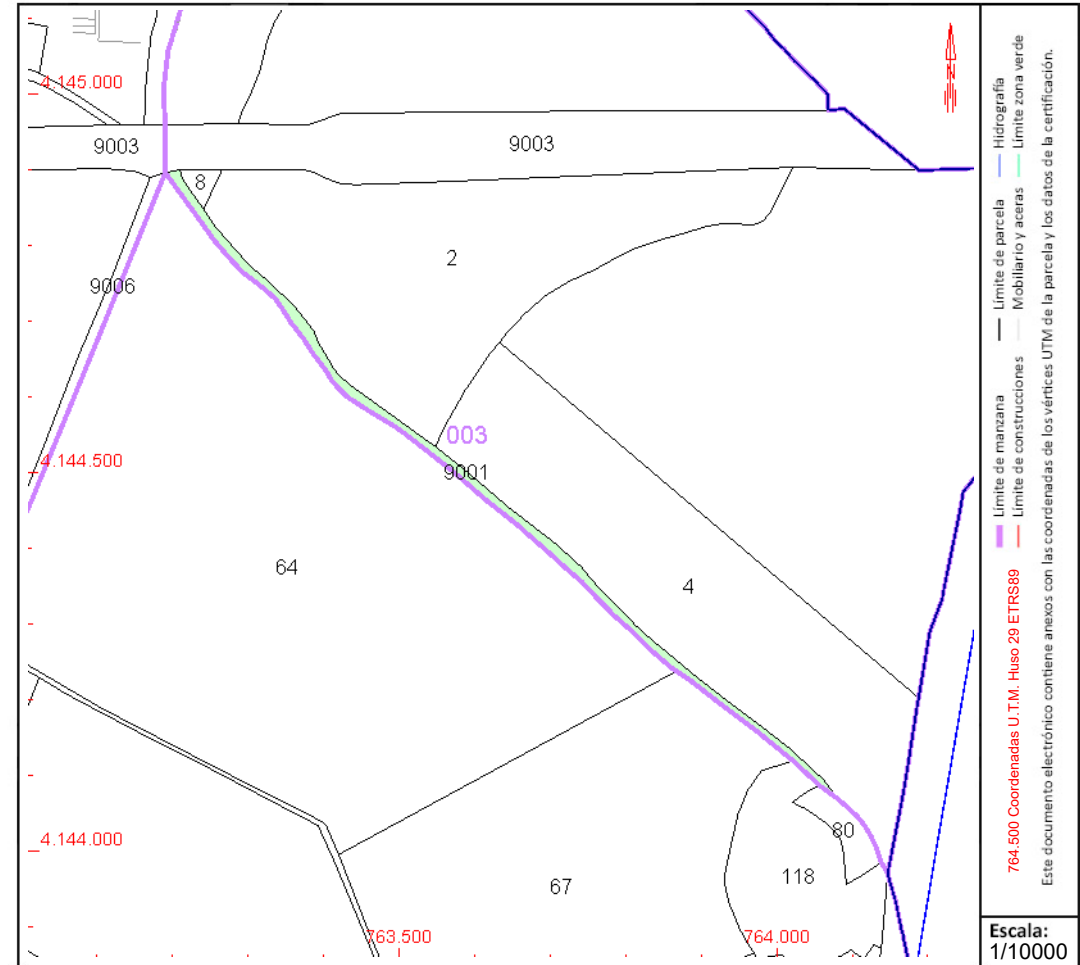 4.145.000
9003
9003
8
2
9006
003
4.144.500
9001
64
4
4.144.000
80
118
67
763.500
764.000
N
Límite de manzana
Límite de parcela
Hidrografía
Límite de construcciones
Mobiliario y aceras
Límite zona verde
764.500 Coordenadas U.T.M. Huso 29 ETRS89
Este documento electrónico contiene anexos con las coordenadas de los vértices UTM de la parcela y los datos de la certificación.
Escala:
1/10000